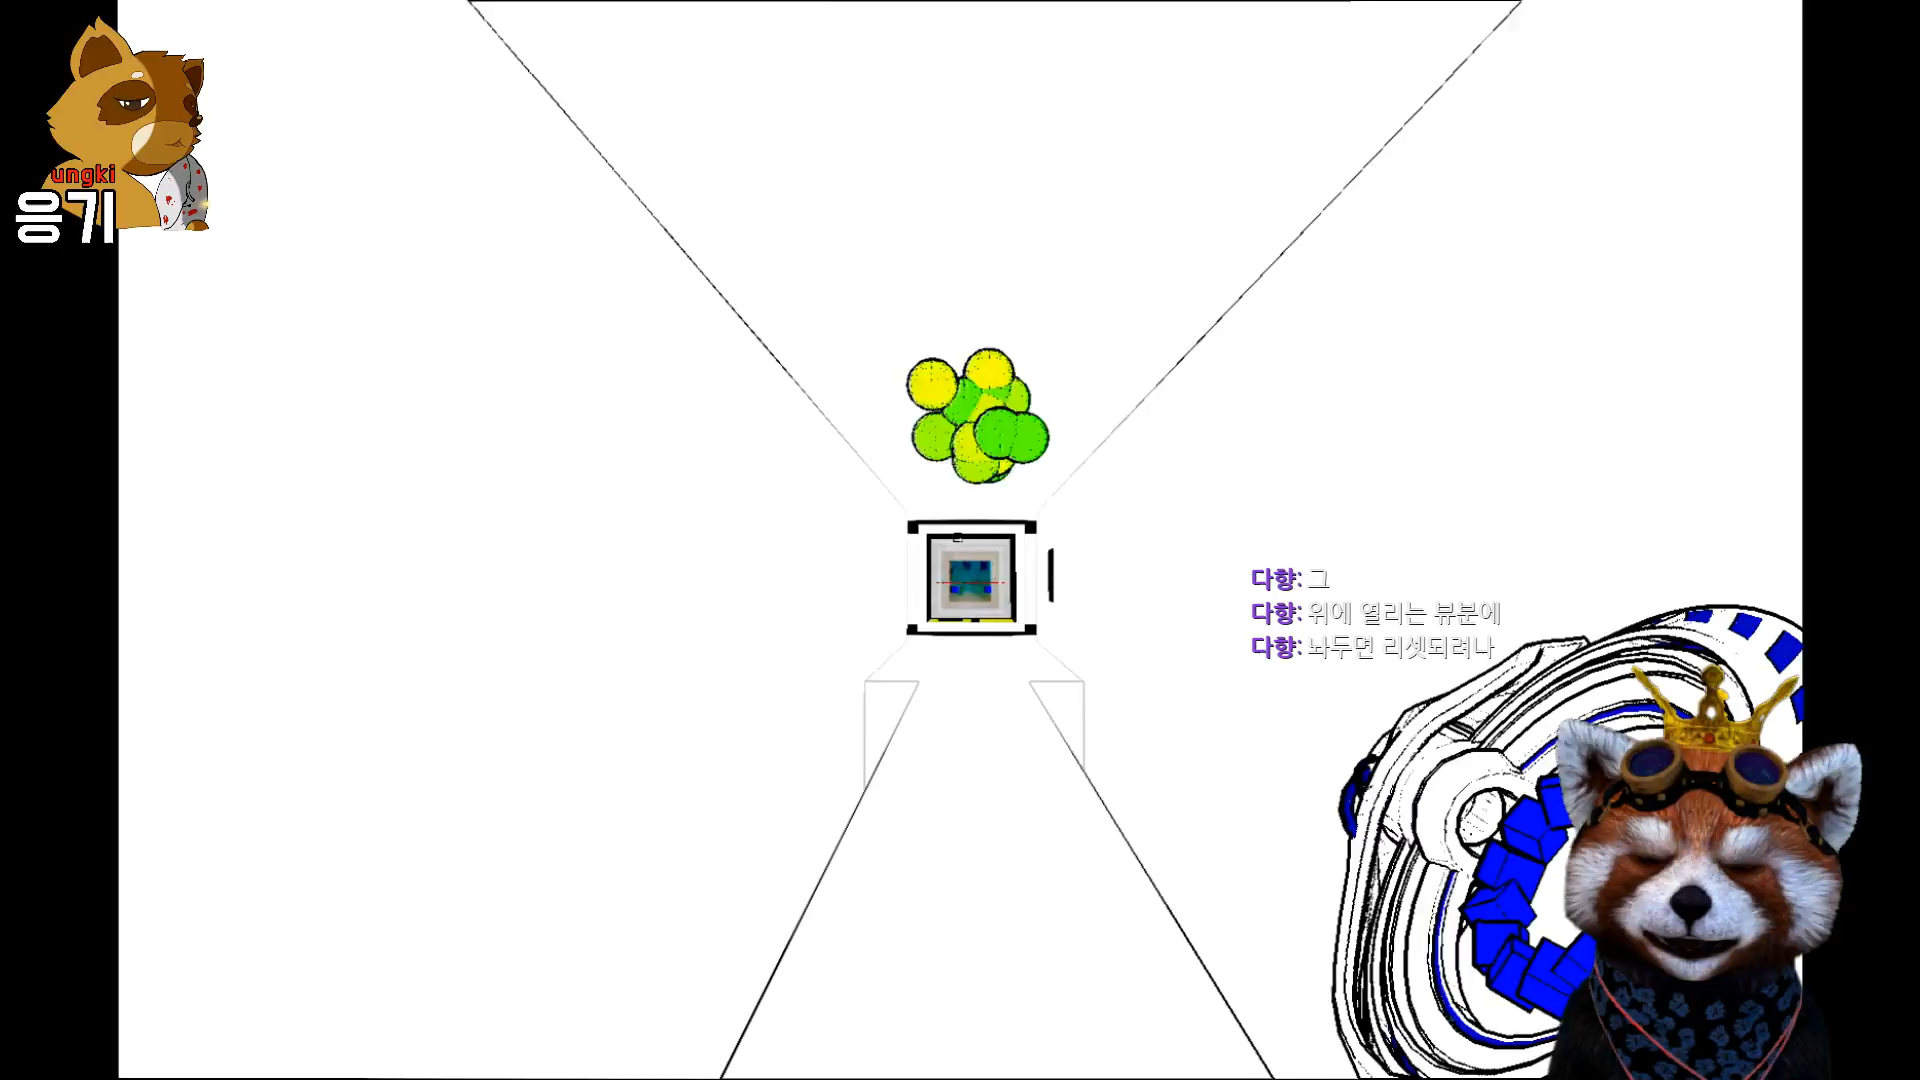 ungki
응기
다향: 그
다향: 위에 열리는 뷰분에
다향: 놔두면 리셋되려나